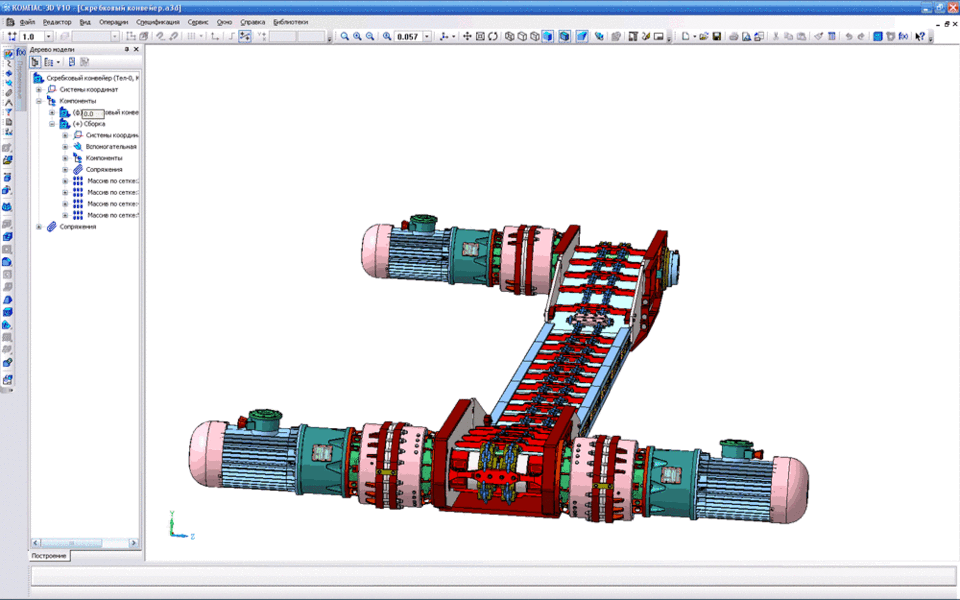 КОМПАС-3D V10 - [Скребковый конвейер.a3d]
Файл Редактор Вид Операции Спецификация Сервис Окно Справка Библиотеки
1.0
0.057
Дерево модели
Скребковый конвейер (Тел-0,
Системы координат
Компоненты
(ф) 0.0 овый конве
(+) Сборка
Системы координ
Вспомогательная
Компоненты
Сопряжения
Массив по сетке:
Массив по сетке:
Массив по сетке:
Массив по сетке:
Сопряжения
Y
Z
Построение